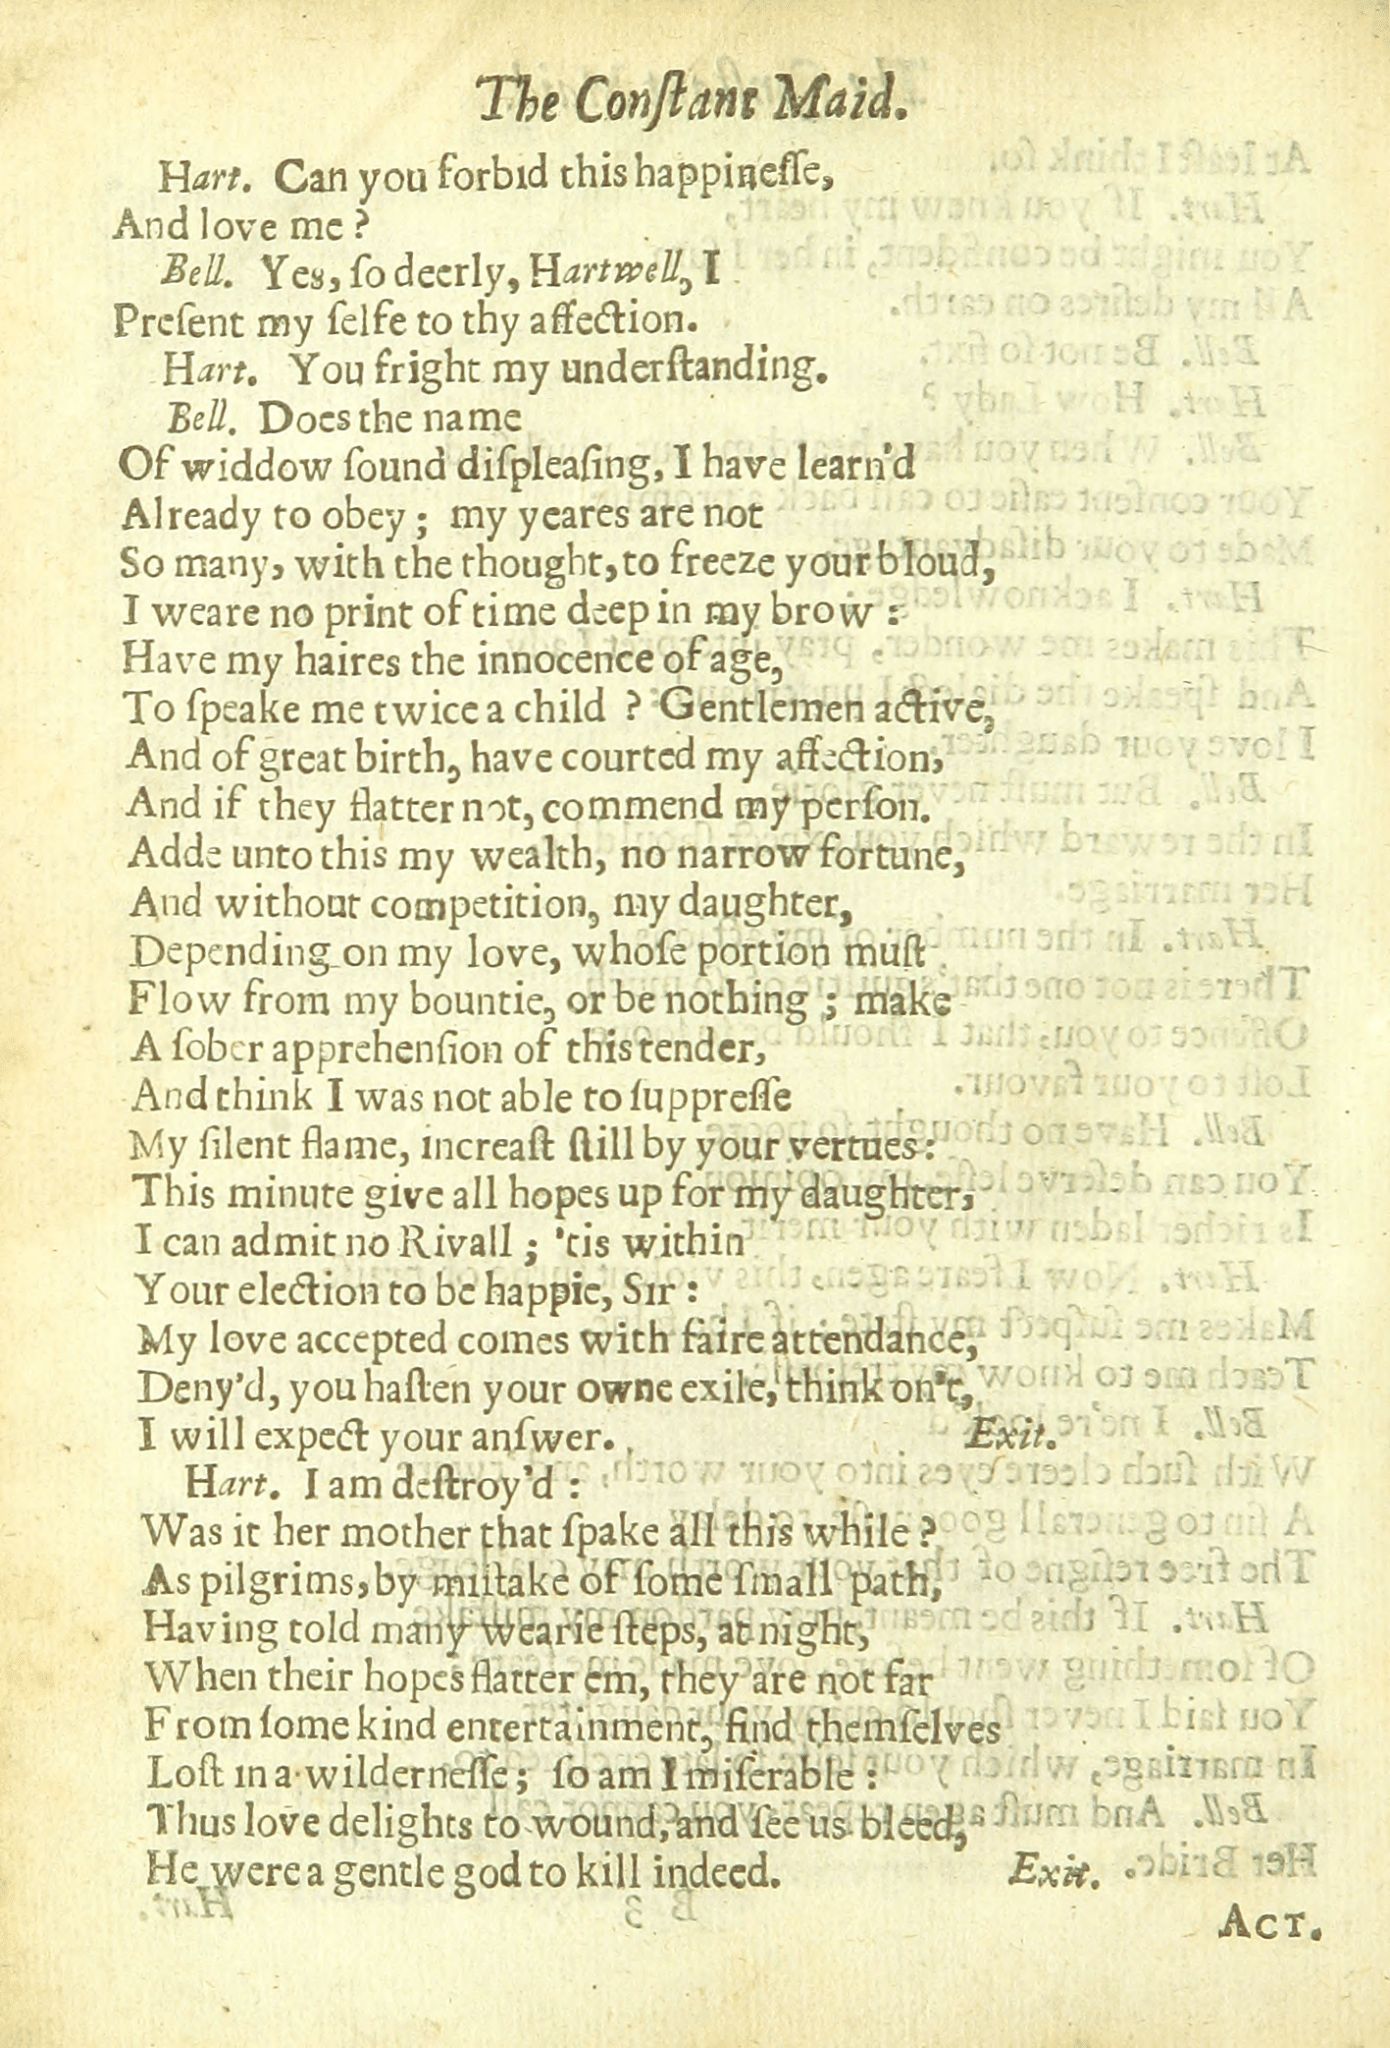 The Conſtant Maid.
Hart. Can you forbid this happineſſe,
And love me ?
Bell. Yes, ſo deerly, Hartwell, I
Preſent my ſelfe to thy affection.
Hart. You fright my underſtanding.
Bell. Does the name
Of widdow ſound diſpleaſing, I have learn'd
Already to obey ; my yeares are not
So many, with the thought, to freeze your bloud,
I weare no print of time deep in my brow :
Have my haires the innocence of age,
To ſpeake me twice a child ? Gentlemen active,
And of great birth, have courted my affection,
And if they flatter not, commend my perſon.
Adde unto this my wealth, no narrow fortune,
And without competition, my daughter,
Depending on my love, whoſe portion muſt
Flow from my bountie, or be nothing ; make
A ſober apprehenſion of this tender,
And think I was not able to ſuppreſſe
My ſilent flame, increaſt ſtill by your vertues :
This minute give all hopes up for my daughter,
I can admit no Rivall ; 'tis within
Your election to be happie, Sir :
My love accepted comes with faire attendance,
Deny'd, you haſten your owne exile, think on't,
I will expect your anſwer. Exit.
Hart. I am deſtroy'd :
Was it her mother that ſpake all this while ?
As pilgrims, by miſtake of ſome ſmall path,
Having told many wearie ſteps, at night,
When their hopes flatter em, they are not far
From ſome kind entertainment, find themſelves
Loſt in a wilderneſſe ; ſo am I miſerable :
Thus love delights to wound, and ſee us bleed,
He were a gentle god to kill indeed. Exit.
ACT.